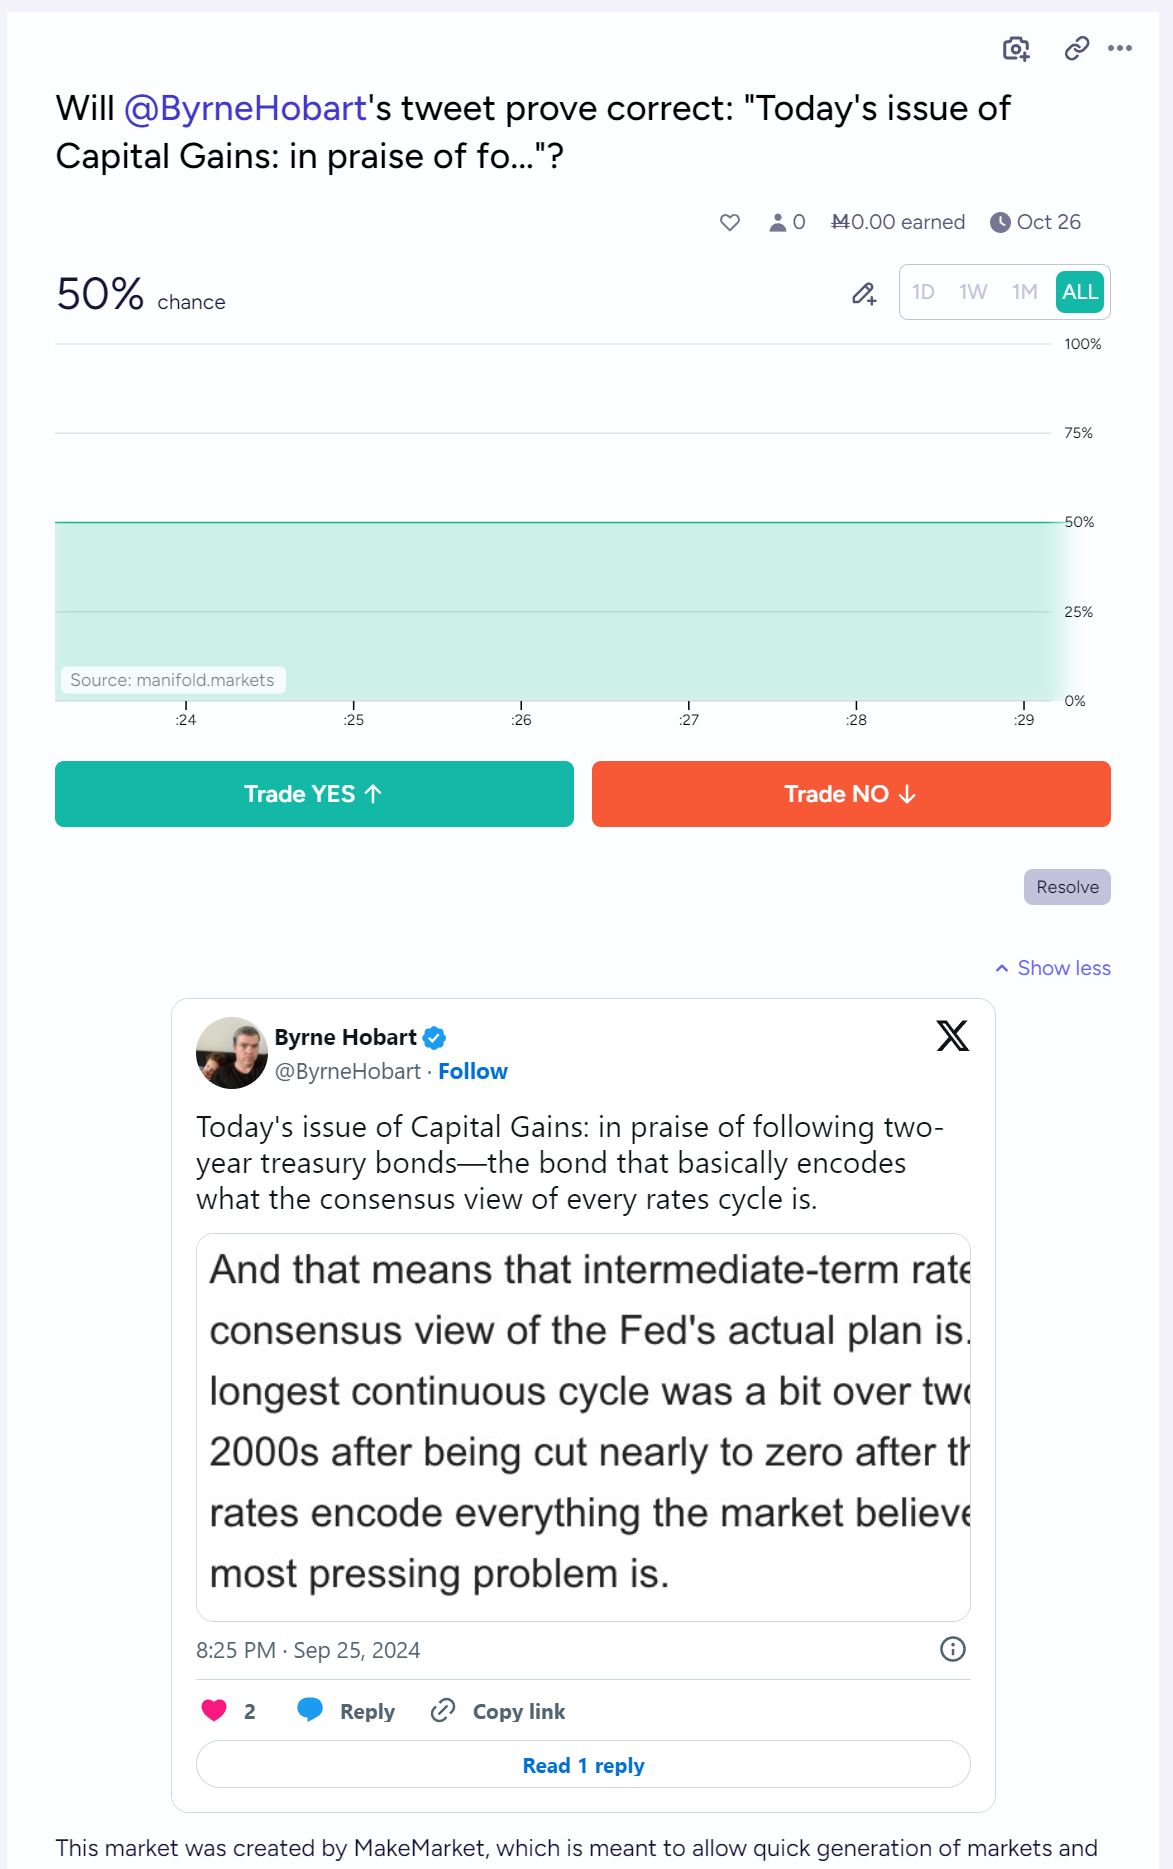 Will @ByrneHobart's tweet prove correct: "Today's issue of
Capital Gains: in praise of fo..."?
0 M0.00 earned Oct 26
50% chance
1D 1W 1M ALL
100%
75%
50%
25%
0%
Source: manifold.markets
:24 :25 :26 :27 :28 :29
Trade YES ↑
Trade NO ↓
Resolve
Show less
Byrne Hobart
@ByrneHobart · Follow
Today's issue of Capital Gains: in praise of following two-
year treasury bonds—the bond that basically encodes
what the consensus view of every rates cycle is.
And that means that intermediate-term rate
consensus view of the Fed's actual plan is.
longest continuous cycle was a bit over two
2000s after being cut nearly to zero after th
rates encode everything the market believe
most pressing problem is.
8:25 PM · Sep 25, 2024
2 Reply Copy link
Read 1 reply
This market was created by MakeMarket, which is meant to allow quick generation of markets and